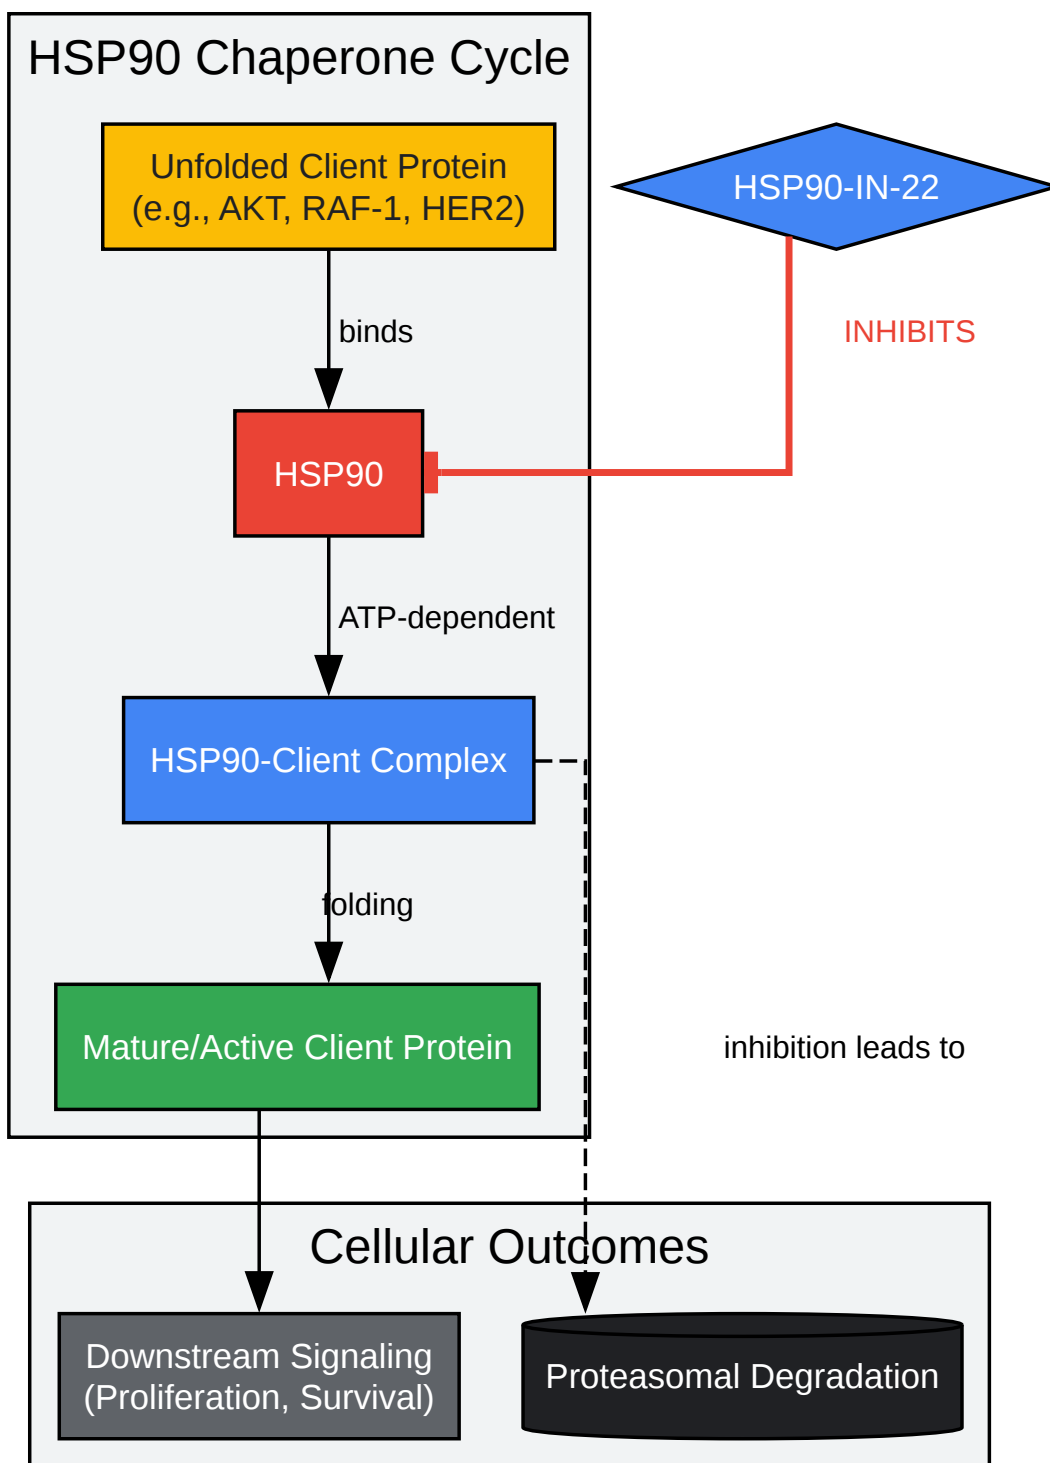 HSP90 Chaperone Cycle
Unfolded Client Protein
(e.g., AKT, RAF-1, HER2)
HSP90-IN-22
binds
INHIBITS
HSP90
ATP-dependent
HSP90-Client Complex
folding
Mature/Active Client Protein
inhibition leads to
Cellular Outcomes
Downstream Signaling
(Proliferation, Survival)
Proteasomal Degradation